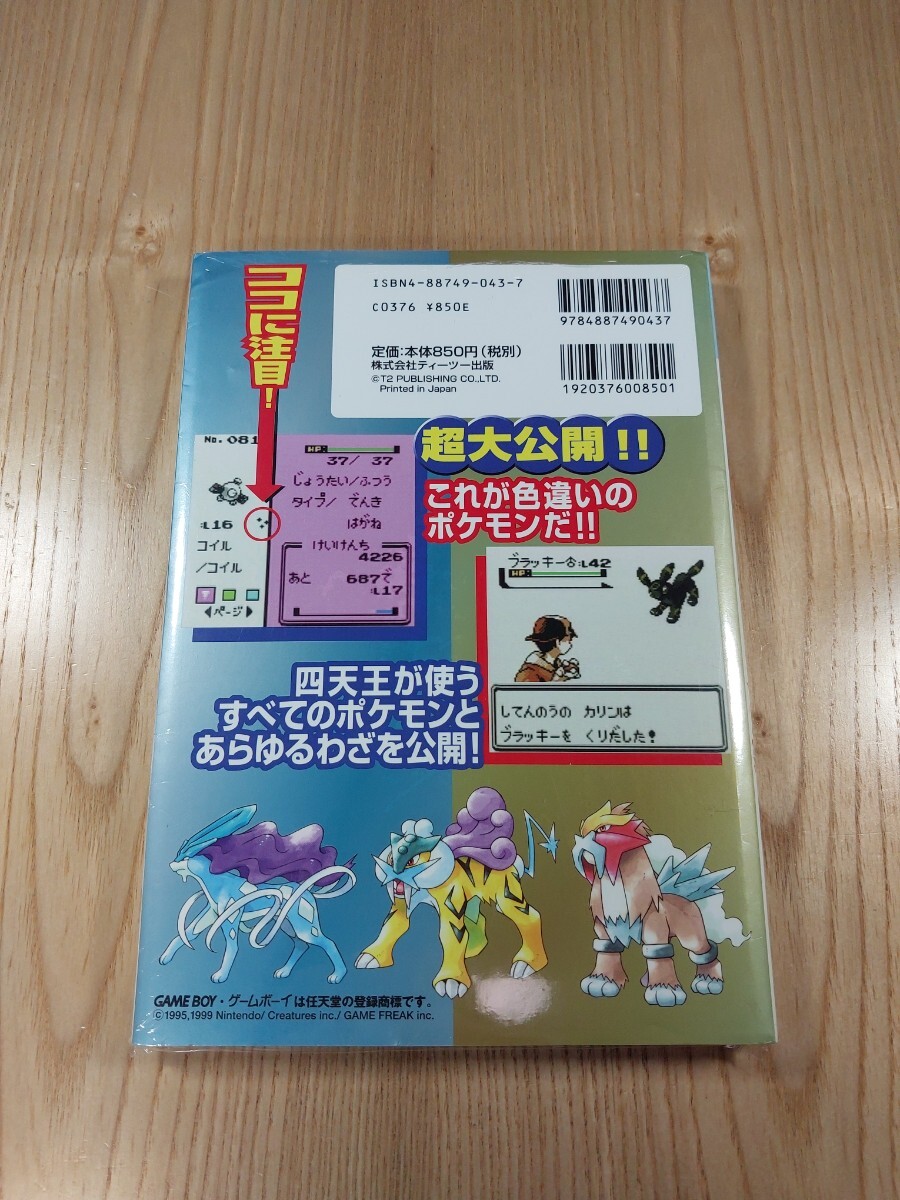 ココに注目!
ISBN4-88749-043-7
C0376 ¥850E
9784887490437
定価:本体850円(税別)
株式会社ティーツー出版
©T2 PUBLISHING CO.,LTD.
Printed in Japan
1920376008501
No.081
HP:
37/ 37
じょうたい/ふつう
タイプ/ でんき
はがね
:L16
コイル
/コイル
けいけんち
4226
あと 687で
:L17
◀ページ▶
超大公開!!
これが色違いの
ポケモンだ!!
ブラッキー♂:L42
HP:
してんのうの カリンは
ブラッキーを くりだした!
四天王が使う
すべてのポケモンと
あらゆるわざを公開!
GAME BOY・ゲームボーイは任天堂の登録商標です。
©1995,1999 Nintendo/ Creatures inc./ GAME FREAK inc.